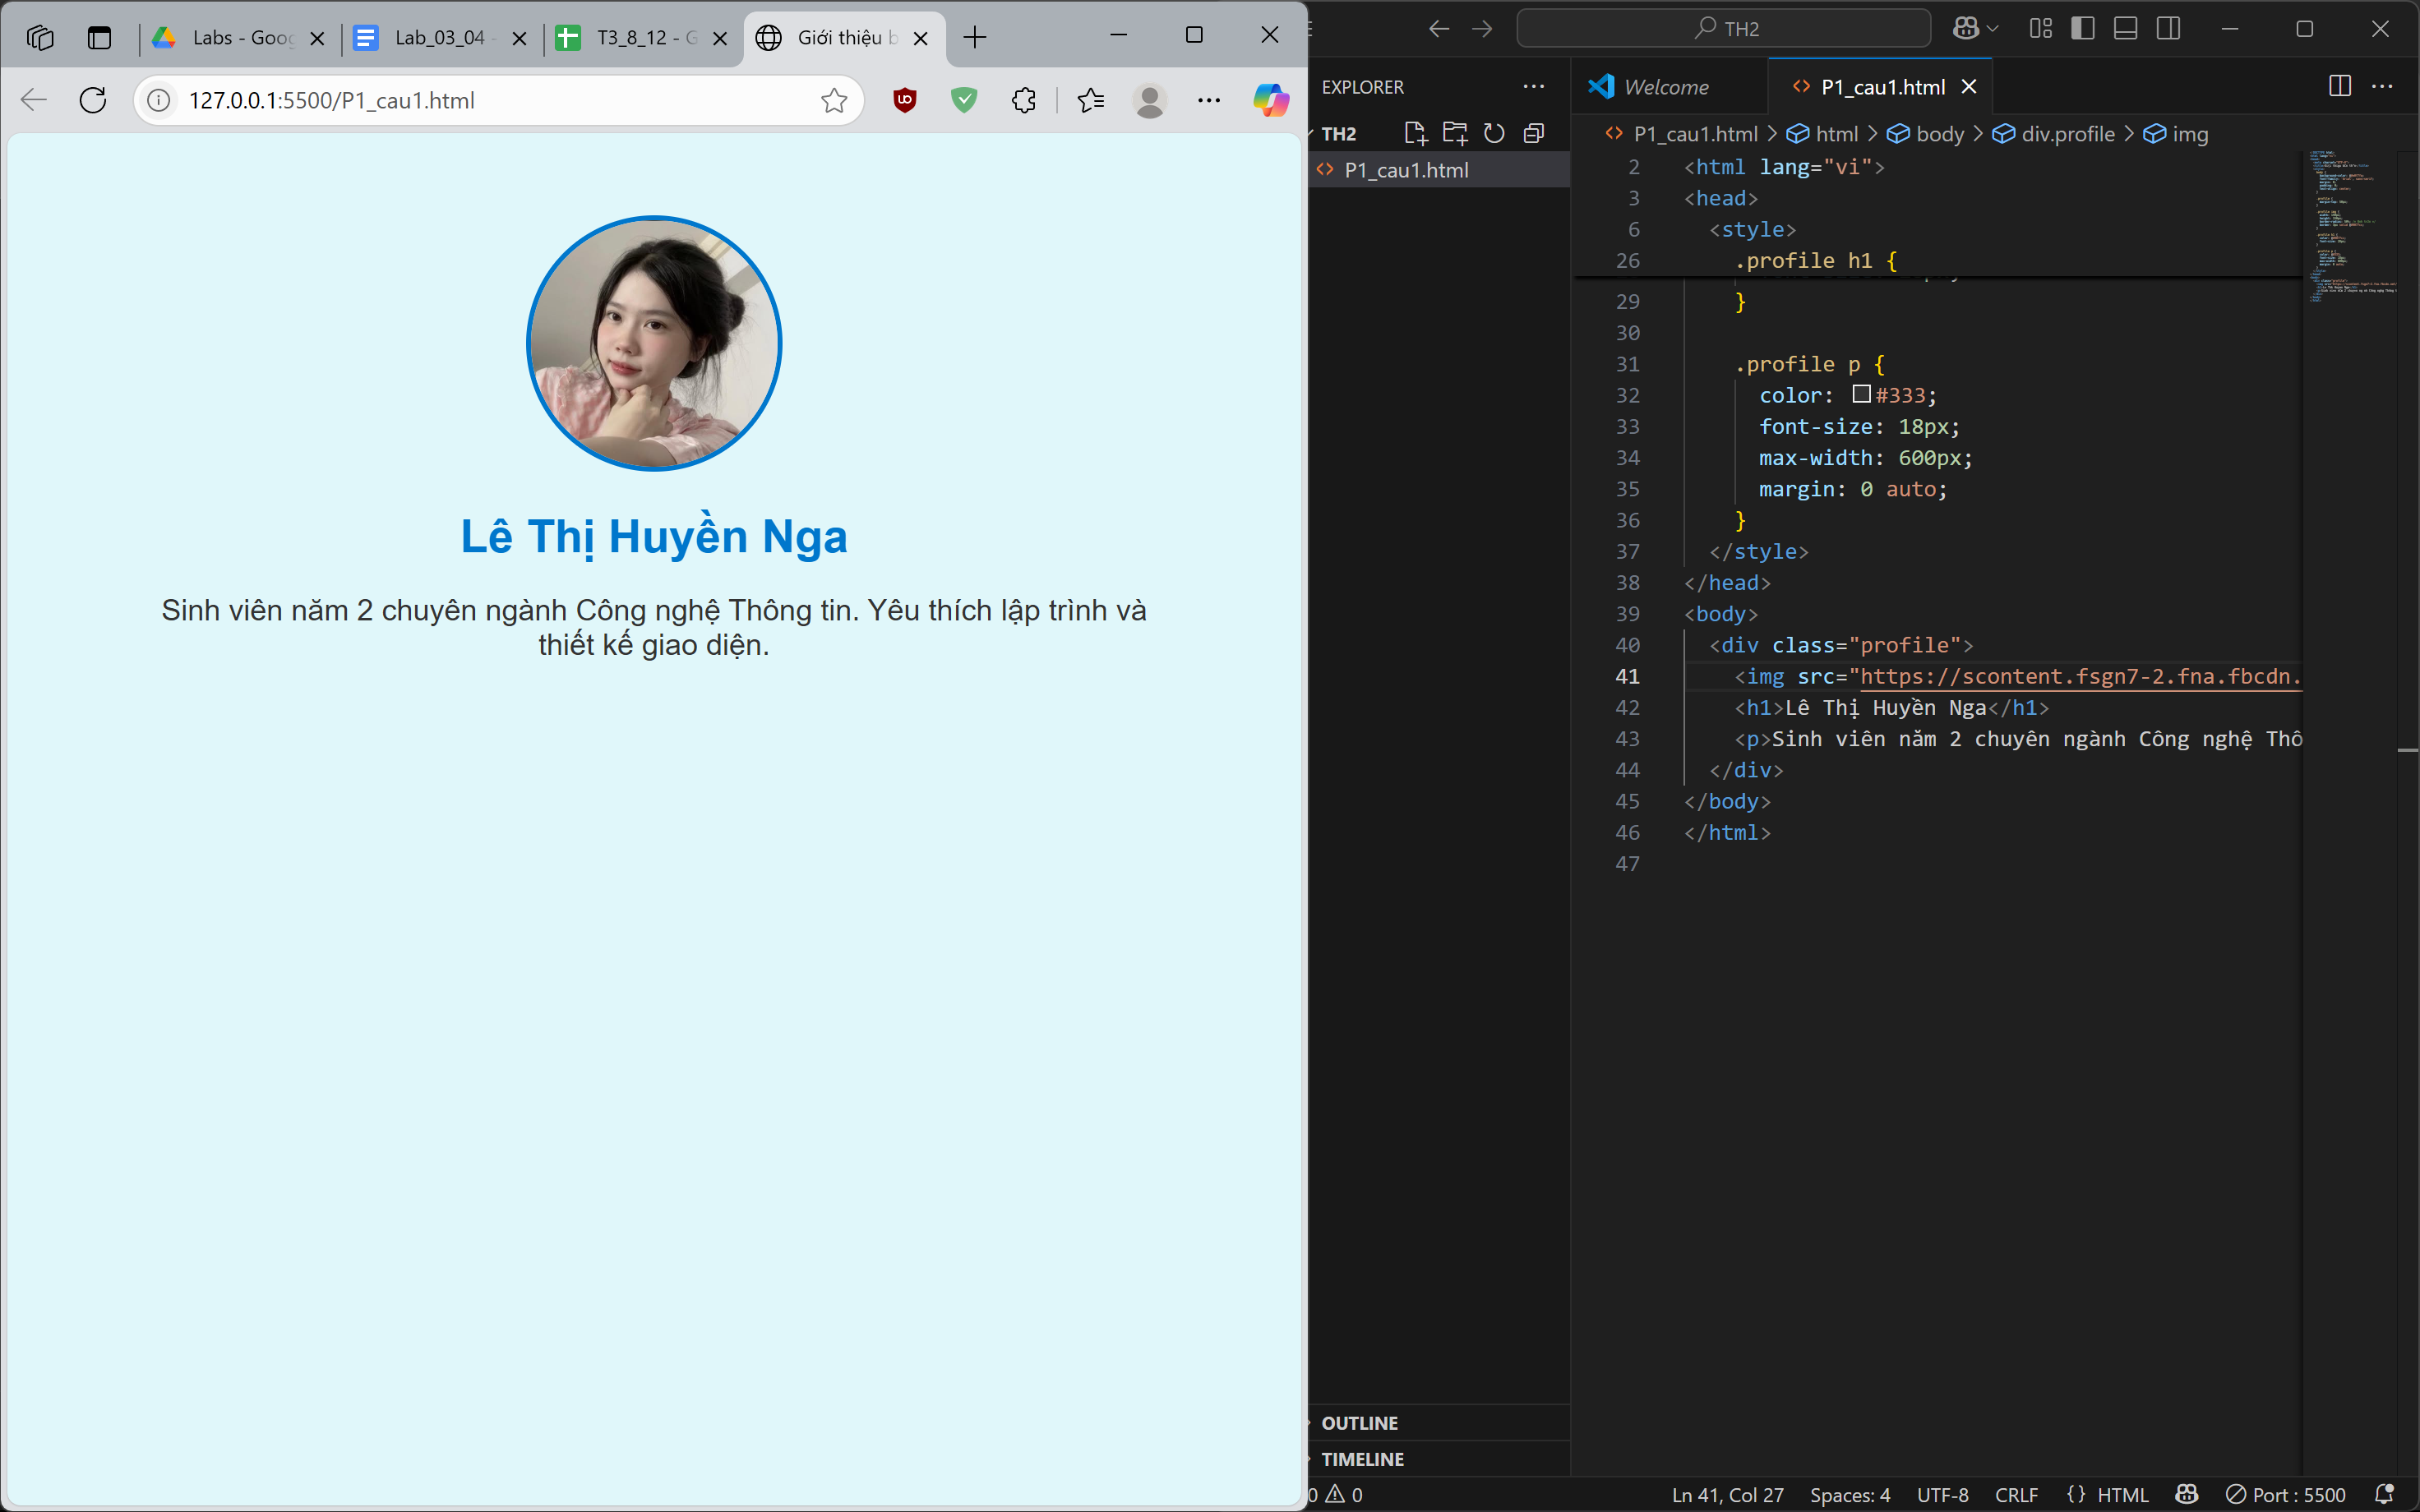 Labs - Goog
Lab_03_04 -
T3_8_12 - G
Giới thiệu b
127.0.0.1:5500/P1_cau1.html
Lê Thị Huyền Nga
Sinh viên năm 2 chuyên ngành Công nghệ Thông tin. Yêu thích lập trình và
thiết kế giao diện.
TH2
EXPLORER
TH2
P1_cau1.html
OUTLINE
TIMELINE
Welcome
P1_cau1.html
P1_cau1.html > html > body > div.profile > img
2 <html lang="vi">
3 <head>
6 <style>
26 .profile h1 {
29 }
30
31 .profile p {
32 color: #333;
33 font-size: 18px;
34 max-width: 600px;
35 margin: 0 auto;
36 }
37 </style>
38 </head>
39 <body>
40 <div class="profile">
41 <img src="https://scontent.fsgn7-2.fna.fbcdn.
42 <h1>Lê Thị Huyền Nga</h1>
43 <p>Sinh viên năm 2 chuyên ngành Công nghệ Thô
44 </div>
45 </body>
46 </html>
47
0 0 Ln 41, Col 27 Spaces: 4 UTF-8 CRLF {} HTML Port : 5500